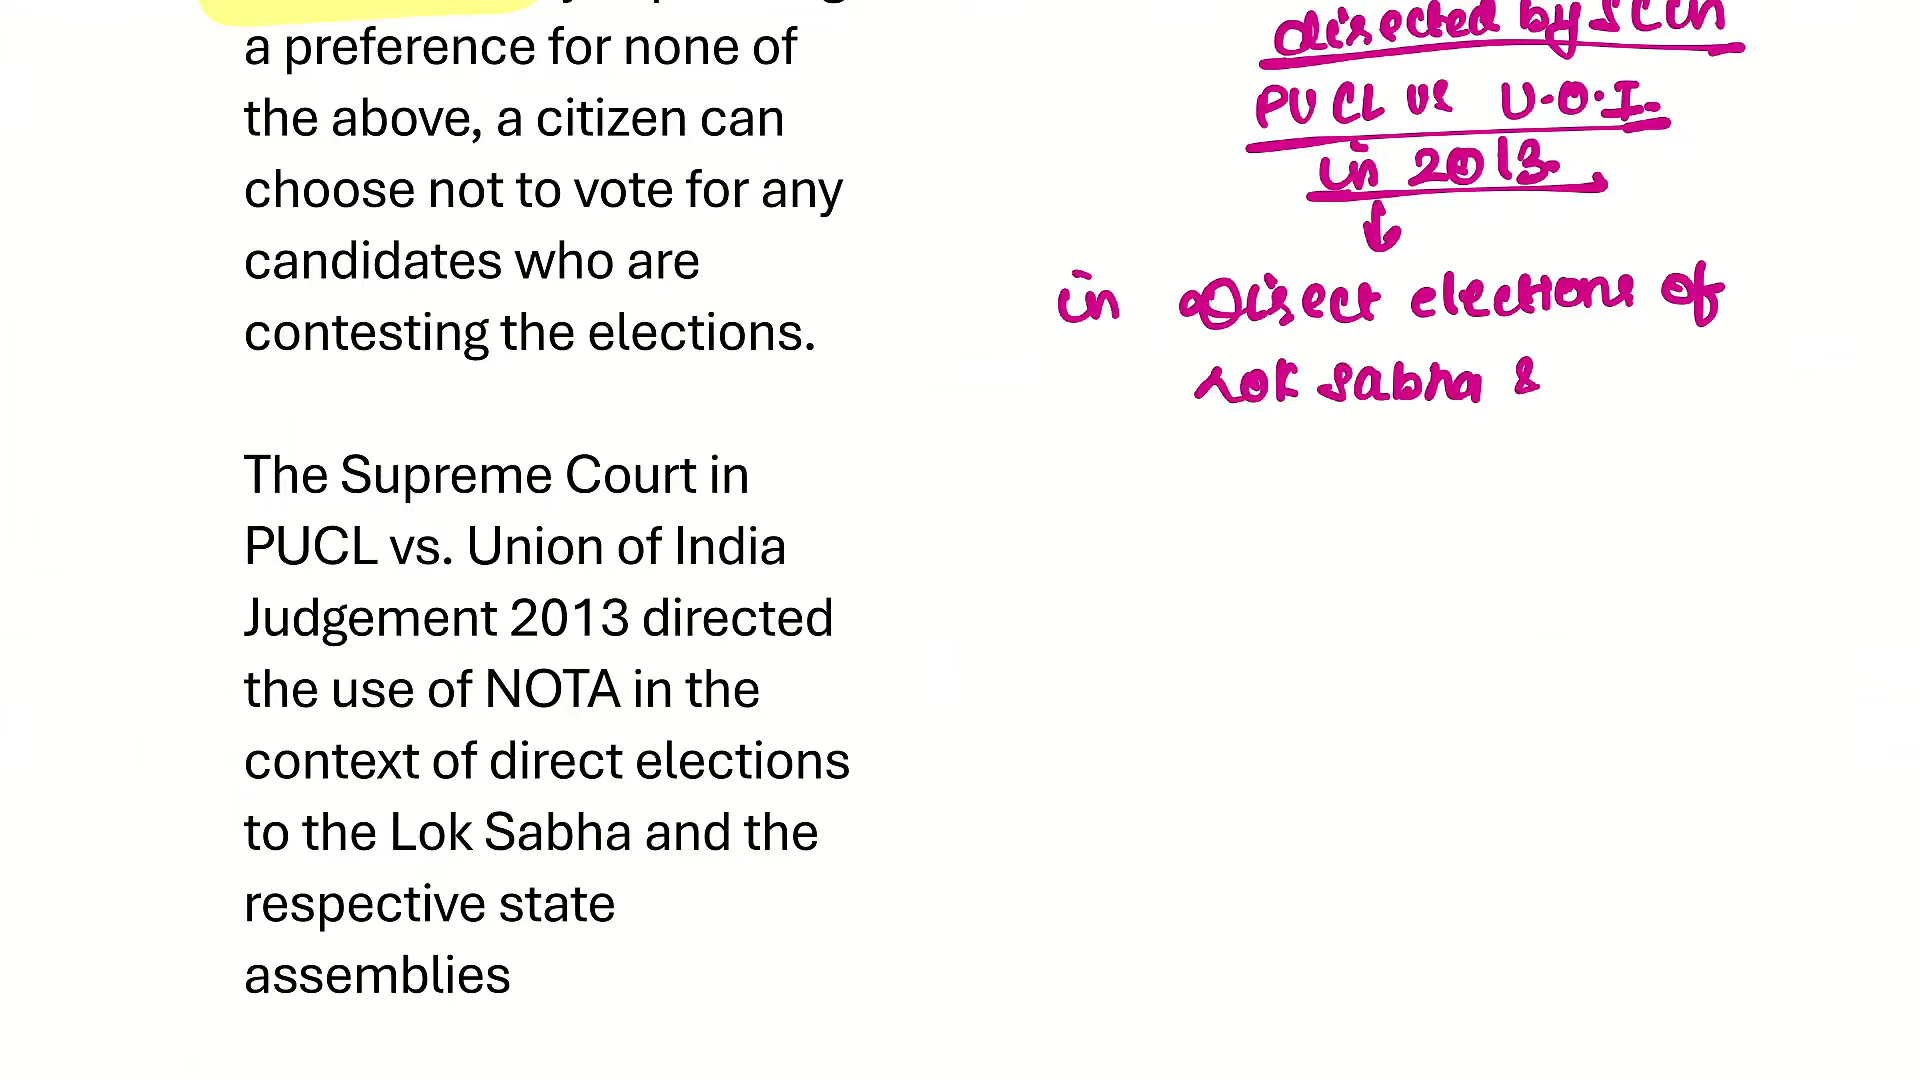 a preference for none of
the above, a citizen can
choose not to vote for any
candidates who are
contesting the elections.
The Supreme Court in
PUCL vs. Union of India
Judgement 2013 directed
the use of NOTA in the
context of direct elections
to the Lok Sabha and the
respective state
assemblies
directed by SC in
PUCL vs U.O.I.
in 2013
in Direct elections of
Lok Sabha &